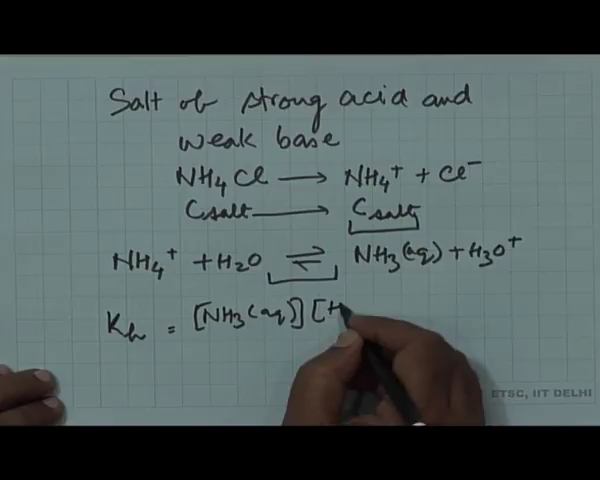 Salt of strong acid and
weak base
NH4Cl ⟶ NH4+ + Cl−
Csalt ⟶ Csalt
NH4+ + H2O ⇌ NH3(aq) + H3O+
Kh = [NH3(aq)] [H
ETSC, IIT DELHI